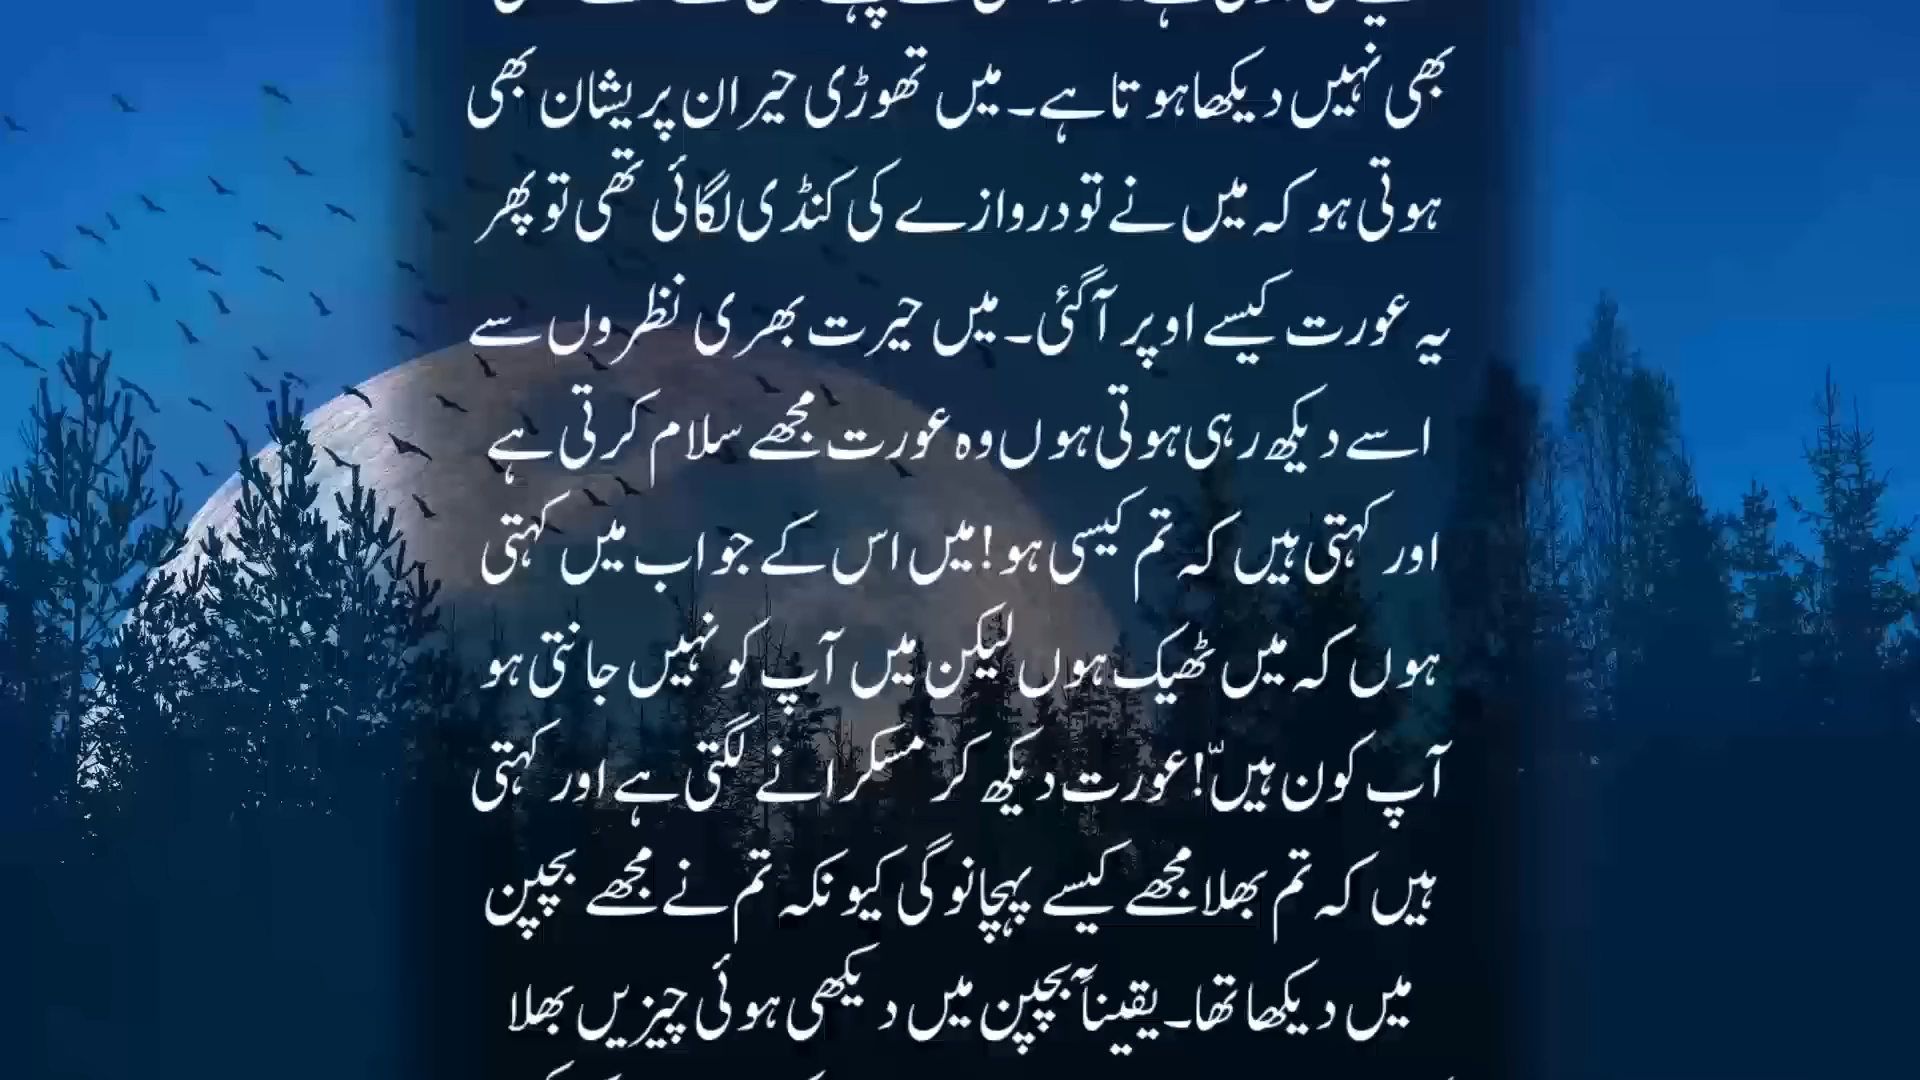 بھی نہیں دیکھا ہوتا ہے۔ میں تھوڑی حیران پریشان بھی
ہوتی ہو کہ میں نے تو دروازے کی کنڈی لگائی تھی تو پھر
یہ عورت کیسے اوپر آگئی۔ میں حیرت بھری نظروں سے
اسے دیکھ رہی ہوتی ہوں وہ عورت مجھے سلام کرتی ہے
اور کہتی ہیں کہ تم کیسی ہو! میں اس کے جواب میں کہتی
ہوں کہ میں ٹھیک ہوں لیکن میں آپ کو نہیں جانتی ہو
آپ کون ہیںّ! عورت دیکھ کر مسکرانے لگتی ہے اور کہتی
ہیں کہ تم بھلا مجھے کیسے پہچانو گی کیونکہ تم نے مجھے بچپن
میں دیکھا تھا۔ یقیناً بچپن میں دیکھی ہوئی چیزیں بھلا